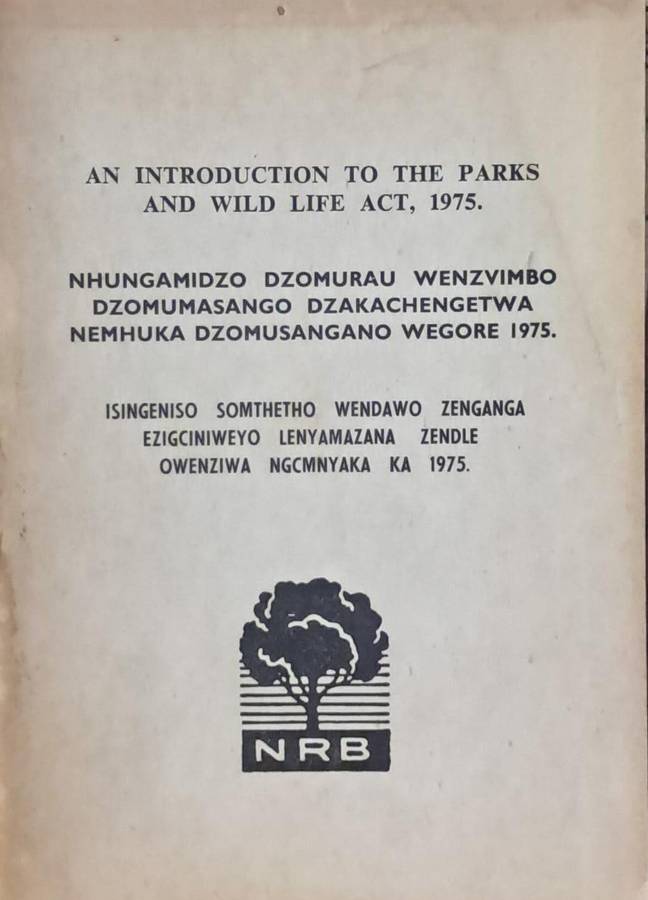 AN INTRODUCTION TO THE PARKS
AND WILD LIFE ACT, 1975.
NHUNGAMIDZO DZOMURAU WENZVIMBO
DZOMUMASANGO DZAKACHENGETWA
NEMHUKA DZOMUSANGANO WEGORE 1975.
ISINGENISO SOMTHETHO WENDAWO ZENGANGA
EZIGCINIWEYO LENYAMAZANA ZENDLE
OWENZIWA NGCMNYAKA KA 1975.
NRB